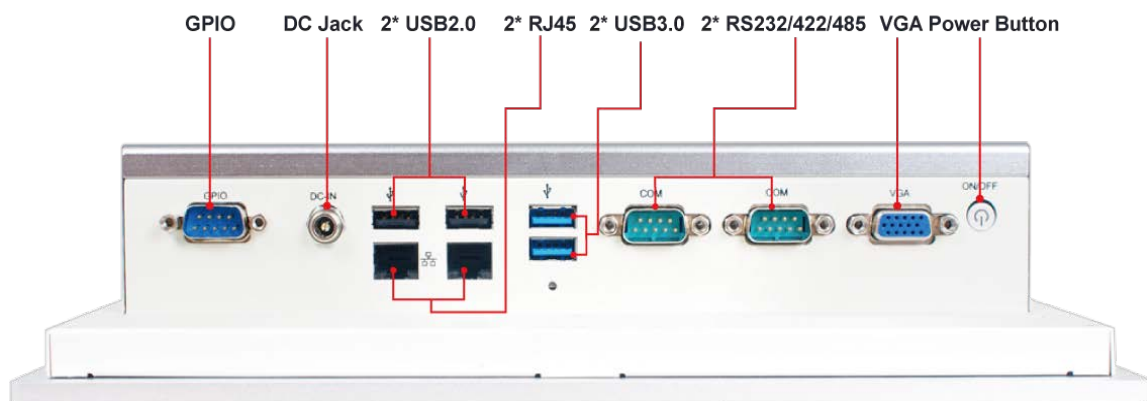 GPIO DC Jack 2* USB2.0 2* RJ45 2* USB3.0 2* RS232/422/485 VGA Power Button
GPIO DC-IN COM COM VGA ON/OFF